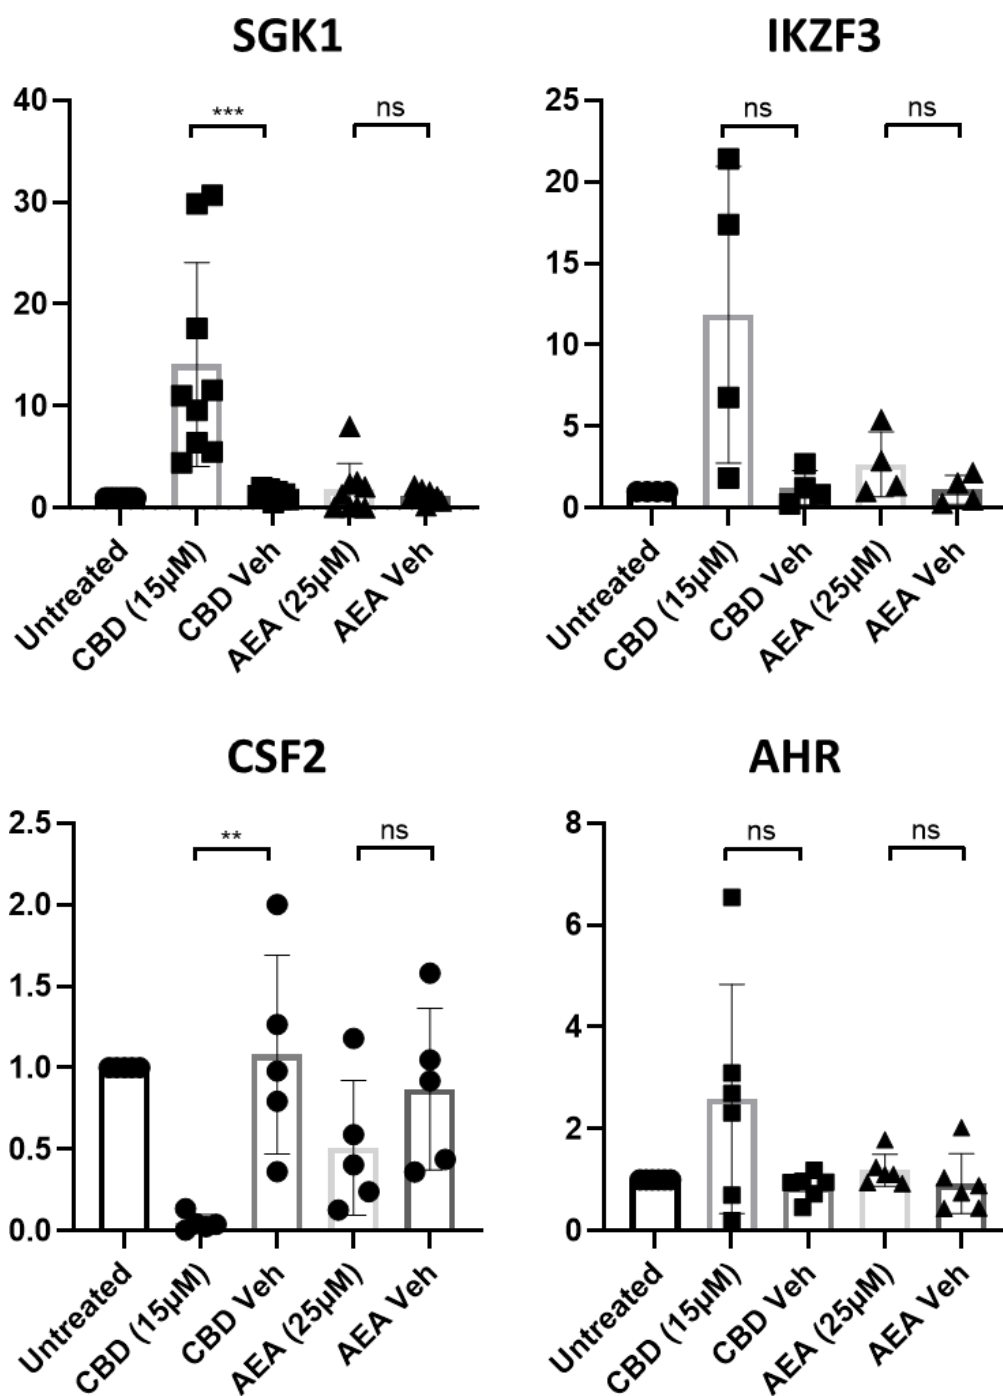 SGK1
40
30
20
10
0
***
ns
Untreated
CBD (15µM)
CBD Veh
AEA (25µM)
AEA Veh
IKZF3
25
20
15
10
5
0
ns
ns
Untreated
CBD (15µM)
CBD Veh
AEA (25µM)
AEA Veh
CSF2
2.5
2.0
1.5
1.0
0.5
0.0
**
ns
Untreated
CBD (15µM)
CBD Veh
AEA (25µM)
AEA Veh
AHR
8
6
4
2
0
ns
ns
Untreated
CBD (15µM)
CBD Veh
AEA (25µM)
AEA Veh